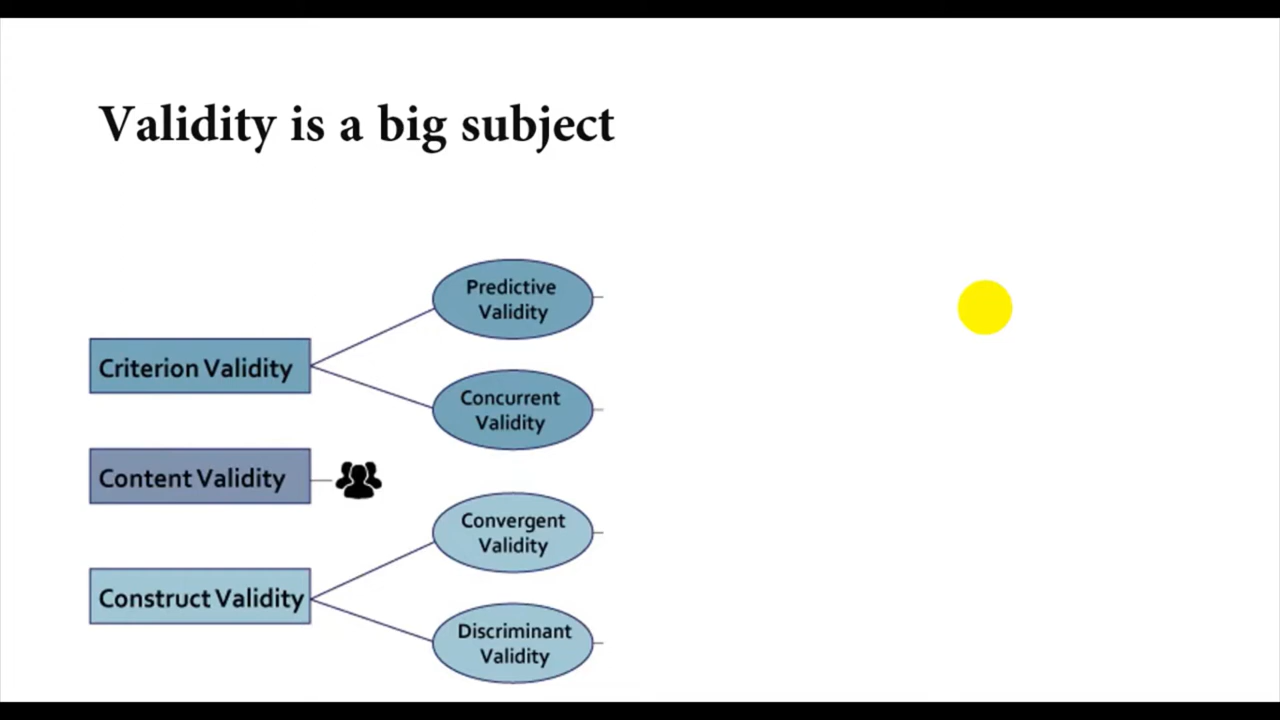 Validity is a big subject
Predictive
Validity
Criterion Validity
Concurrent
Validity
Content Validity
Convergent
Validity
Construct Validity
Discriminant
Validity